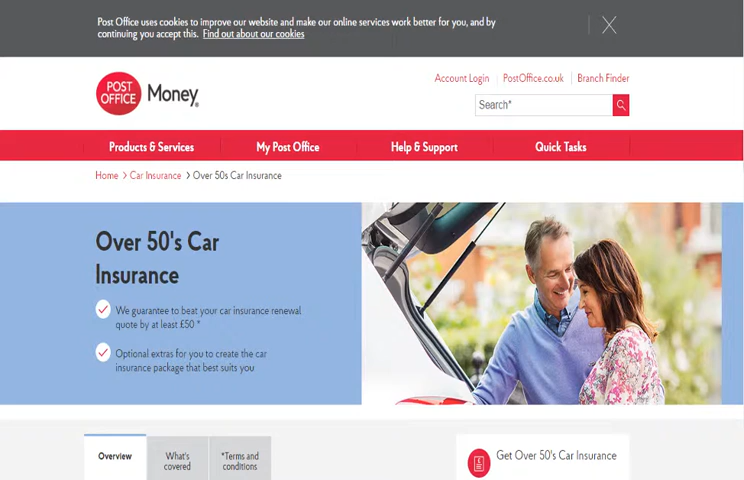 Post Office uses cookies to improve our website and make our online services work better for you, and by
continuing you accept this. Find out about our cookies
Account Login PostOffice.co.uk Branch Finder
POST
OFFICE Money®
Search*
Products & Services My Post Office Help & Support Quick Tasks
Home > Car Insurance > Over 50s Car Insurance
Over 50's Car
Insurance
We guarantee to beat your car insurance renewal
quote by at least £50 *
Optional extras for you to create the car
insurance package that best suits you
Overview
What's
covered
*Terms and
conditions
Get Over 50's Car Insurance